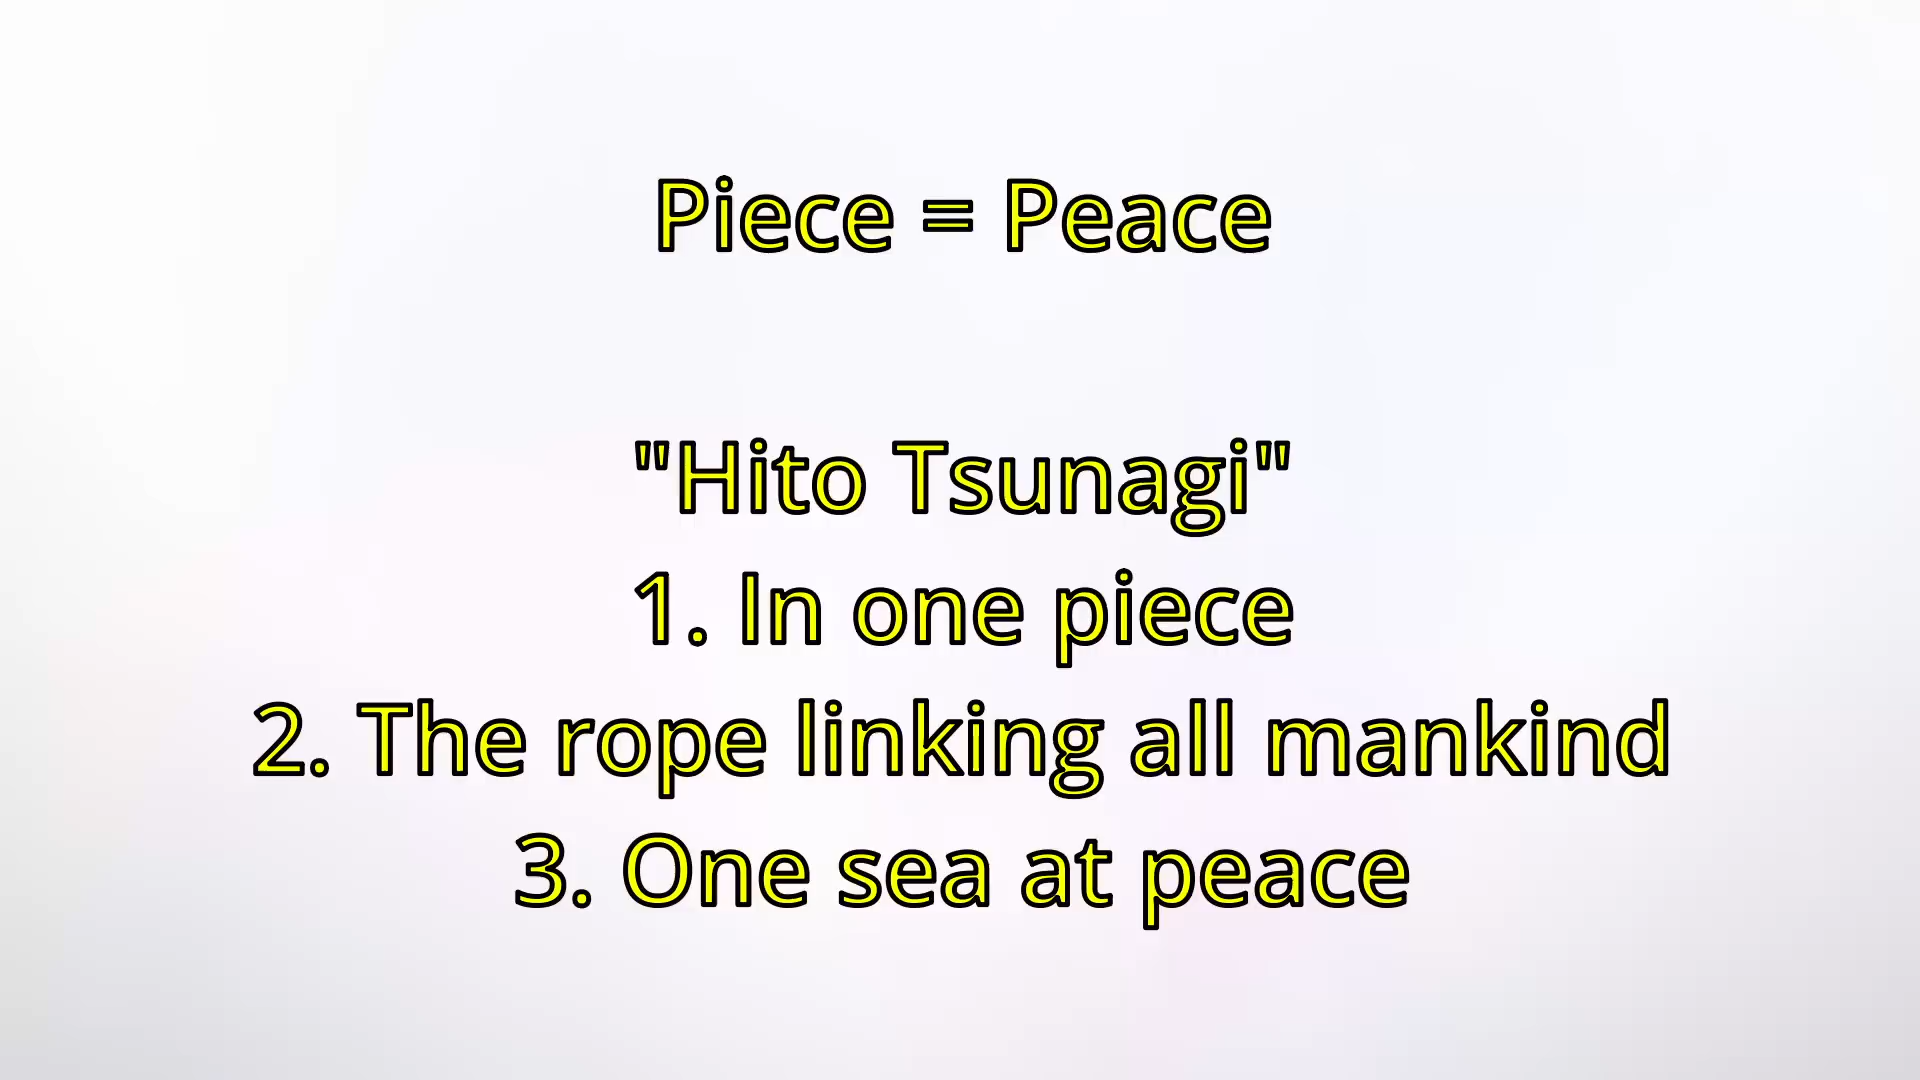 Piece = Peace
"Hito Tsunagi"
1. In one piece
2. The rope linking all mankind
3. One sea at peace